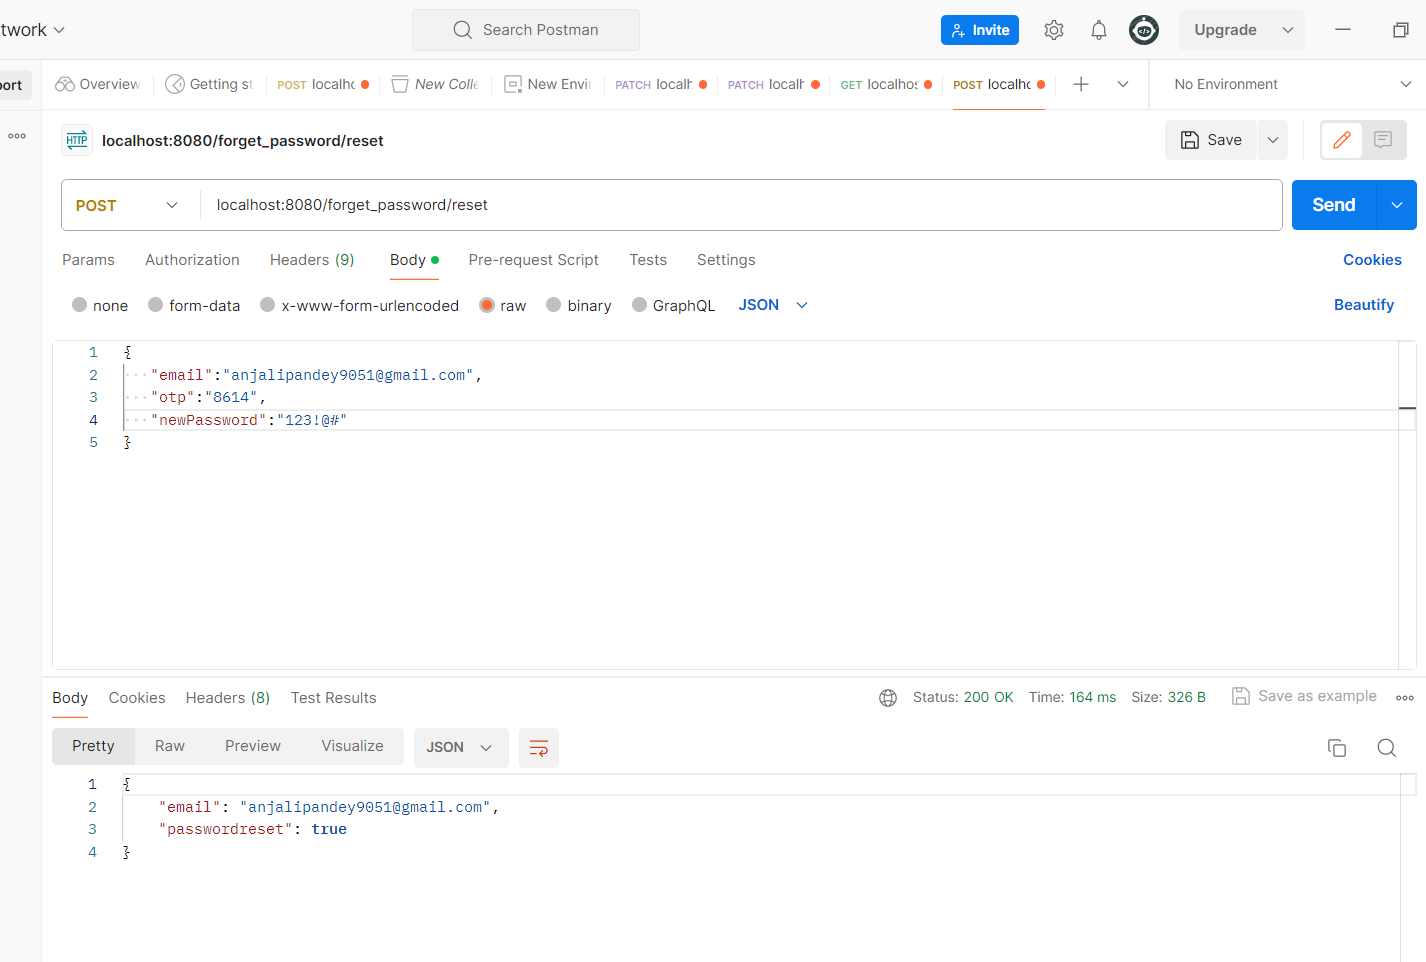 twork
Search Postman
Invite
Upgrade
ort
Overview
Getting st
POST localho
New Colle
New Envi
PATCH localh
PATCH localh
GET localhos
POST localho
No Environment
HTTP localhost:8080/forget_password/reset
Save
POST localhost:8080/forget_password/reset
Send
Params Authorization Headers (9) Body Pre-request Script Tests Settings Cookies
none form-data x-www-form-urlencoded raw binary GraphQL JSON Beautify
1 {
2 "email":"anjalipandey9051@gmail.com",
3 "otp":"8614",
4 "newPassword":"123!@#"
5 }
Body Cookies Headers (8) Test Results Status: 200 OK Time: 164 ms Size: 326 B Save as example
Pretty Raw Preview Visualize JSON
1 {
2 "email": "anjalipandey9051@gmail.com",
3 "passwordreset": true
4 }